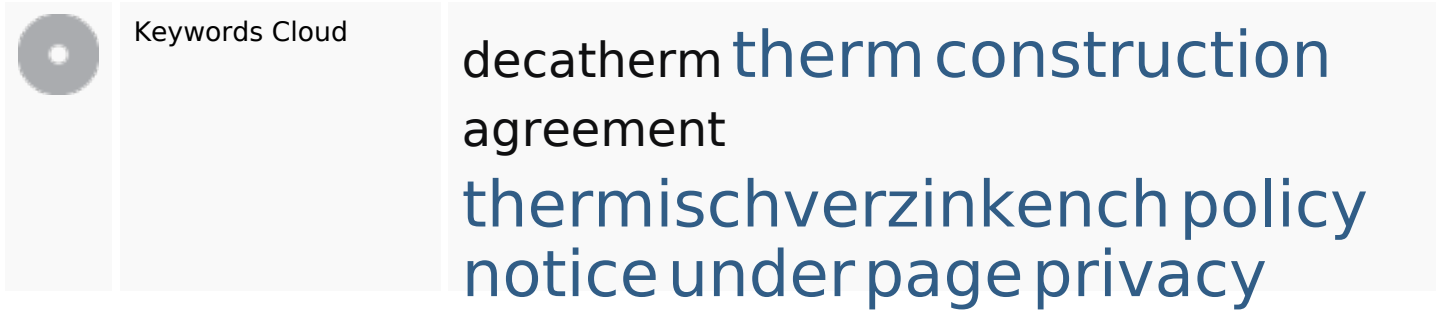 Keywords Cloud
decatherm therm construction
agreement
thermischverzinkench policy
notice under page privacy